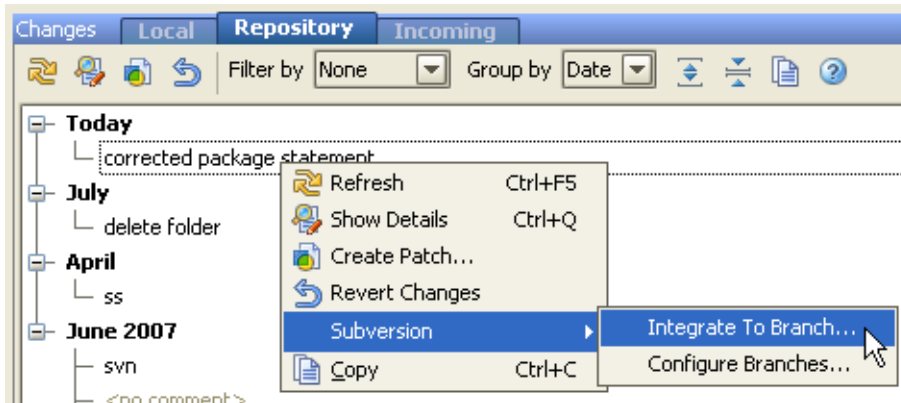 Changes Local Repository Incoming
Filter by None Group by Date
Today
corrected package statement
Refresh Ctrl+F5
July
Show Details Ctrl+Q
delete folder
Create Patch...
April
Revert Changes
ss
Subversion Integrate To Branch...
June 2007
Copy Ctrl+C Configure Branches...
svn
<no comment>